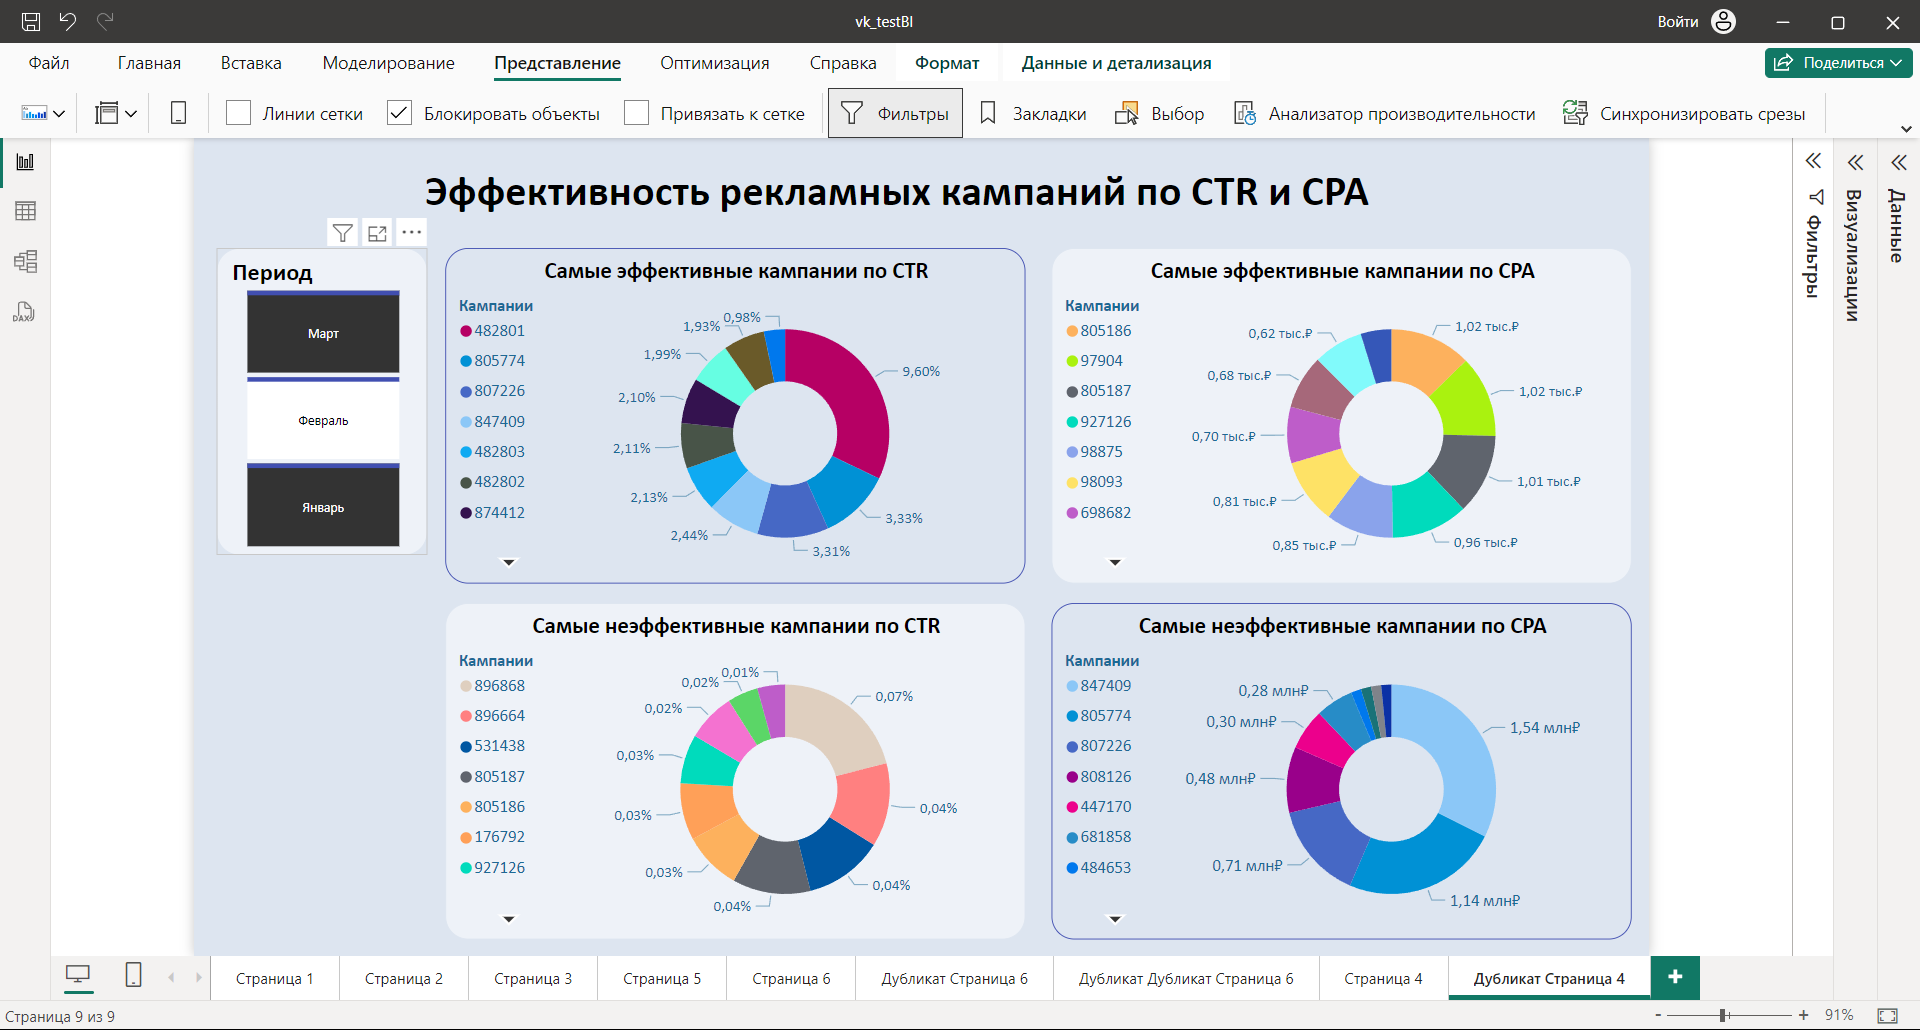 vk_testBI
Войти
Файл
Главная
Вставка
Моделирование
Представление
Оптимизация
Справка
Формат
Данные и детализация
Поделиться
Линии сетки
Блокировать объекты
Привязать к сетке
Фильтры
Закладки
Выбор
Анализатор производительности
Синхронизировать срезы
DAX
Эффективность рекламных кампаний по CTR и CPA
Период
Март
Февраль
Январь
Самые эффективные кампании по CTR
Кампании
482801
805774
807226
847409
482803
482802
874412
0,98%
1,93%
1,99%
2,10%
2,11%
2,13%
2,44%
3,31%
3,33%
9,60%
Самые эффективные кампании по CPA
Кампании
805186
97904
805187
927126
98875
98093
698682
0,62 тыс.₽
0,68 тыс.₽
0,70 тыс.₽
0,81 тыс.₽
0,85 тыс.₽
0,96 тыс.₽
1,01 тыс.₽
1,02 тыс.₽
1,02 тыс.₽
Самые неэффективные кампании по CTR
Кампании
896868
896664
531438
805187
805186
176792
927126
0,01%
0,02%
0,02%
0,03%
0,03%
0,03%
0,04%
0,04%
0,04%
0,07%
Самые неэффективные кампании по CPA
Кампании
847409
805774
807226
808126
447170
681858
484653
0,28 млн₽
0,30 млн₽
0,48 млн₽
0,71 млн₽
1,14 млн₽
1,54 млн₽
Фильтры
Визуализации
Данные
Страница 1
Страница 2
Страница 3
Страница 5
Страница 6
Дубликат Страница 6
Дубликат Дубликат Страница 6
Страница 4
Дубликат Страница 4
+
Страница 9 из 9
- + 91%